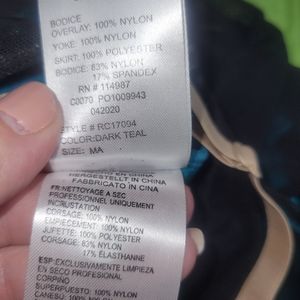 BODICE
OVERLAY: 100% NYLON
YOKE: 100% NYLON
SKIRT: 100% POLYESTER
BODICE: 83% NYLON
17% SPANDEX
RN # 114987
C0070 PO1009943
042020
STYLE # RC17094
COLOR: DARK TEAL
SIZE: MA
HERGESTELLT IN CHINA
FABBRICATO IN CINA
FR:NETTOYAGE A SEC
PROFESSIONNEL UNIQUEMENT
INCRUSTATION
CORSAGE: 100% NYLON
EMPIECEMENT: 100% NYLON
JUPETTE: 100% POLYESTER
CORSAGE: 83% NYLON
17% ELASTHANNE
ESP:EXCLUSIVAMENTE LIMPIEZA
EN SECO PROFESIONAL
CORPIÑO
SUPERPUESTO: 100% NYLON
CANESU: 100% NYLON